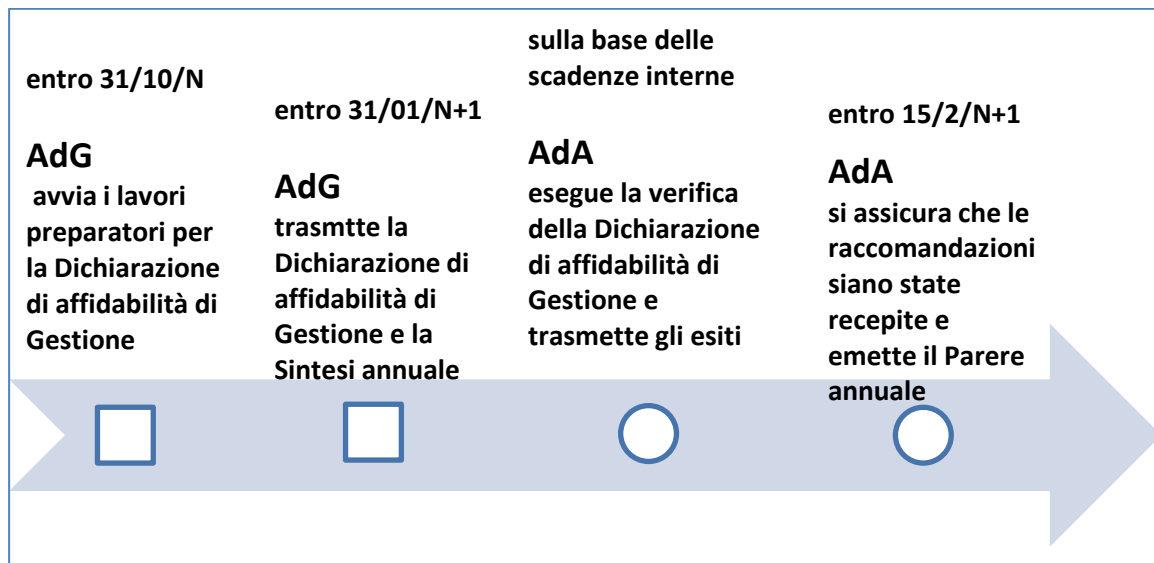 entro 31/10/N
AdG
avvia i lavori
preparatori per
la Dichiarazione
di affidabilità di
Gestione
entro 31/01/N+1
AdG
trasmtte la
Dichiarazione di
affidabilità di
Gestione e la
Sintesi annuale
sulla base delle
scadenze interne
AdA
esegue la verifica
della Dichiarazione
di affidabilità di
Gestione e
trasmette gli esiti
entro 15/2/N+1
AdA
si assicura che le
raccomandazioni
siano state
recepite e
emette il Parere
annuale